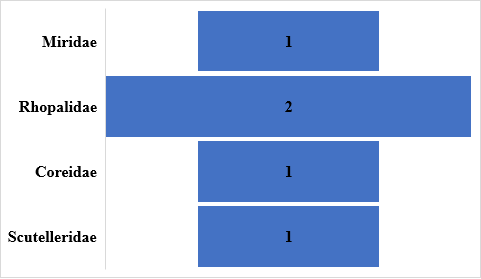 Miridae 1
Rhopalidae 2
Coreidae 1
Scutelleridae 1